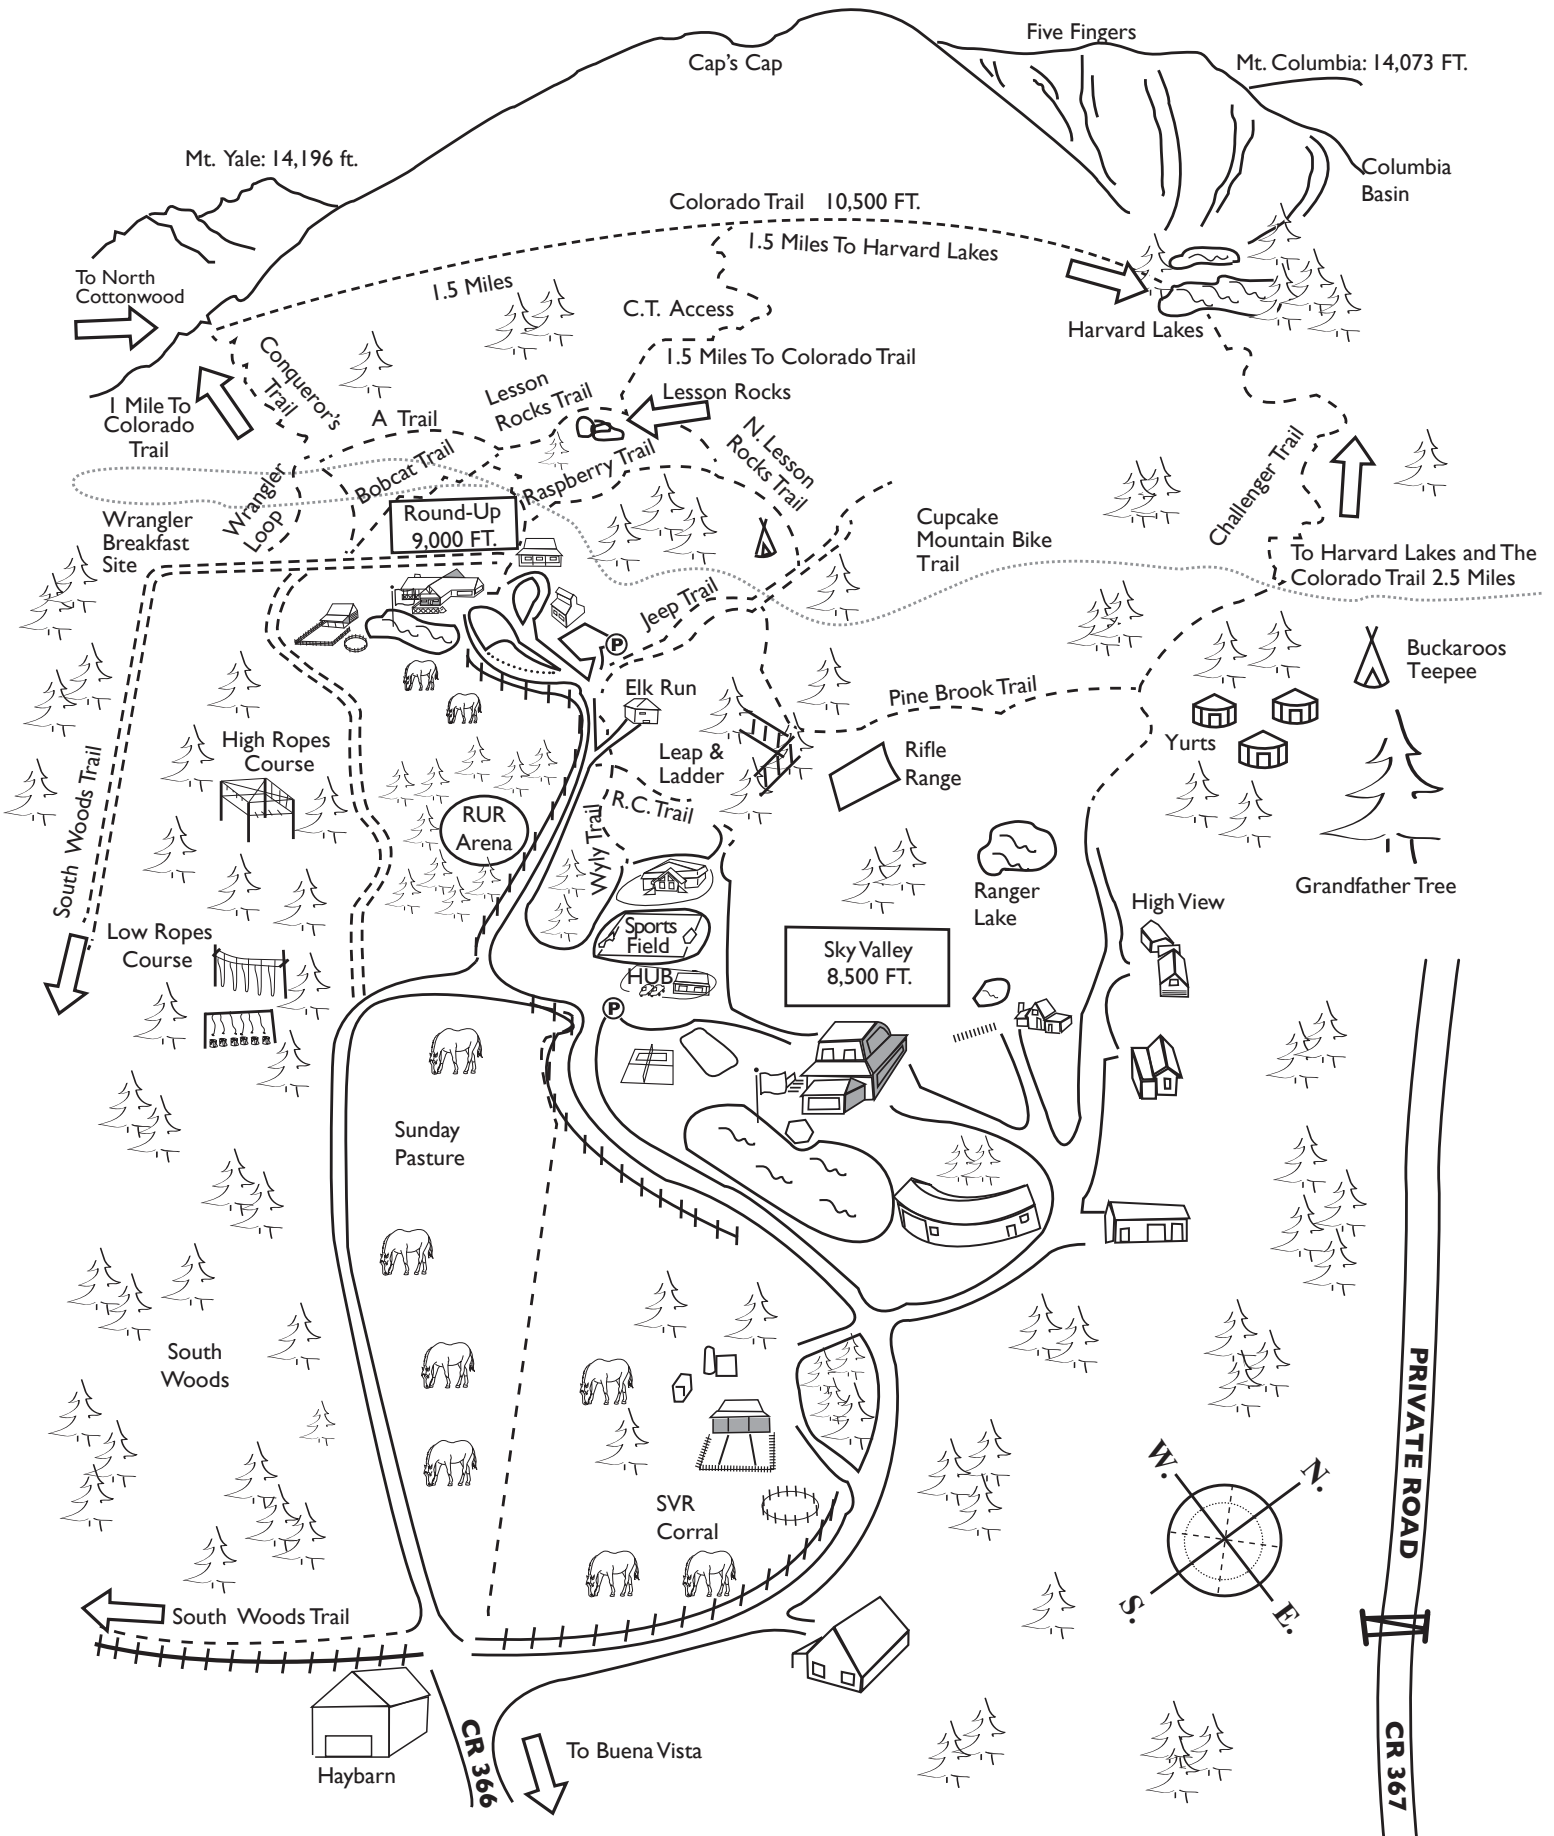 Five Fingers
Cap's Cap
Mt. Columbia: 14,073 FT.
Mt. Yale: 14,196 ft.
Columbia
Basin
Colorado Trail 10,500 FT.
1.5 Miles To Harvard Lakes
To North
Cottonwood
1.5 Miles
C.T. Access
Harvard Lakes
1.5 Miles To Colorado Trail
Conqueror's
Trail
Lesson
Rocks Trail
Lesson Rocks
1 Mile To
Colorado
Trail
A Trail
N. Lesson
Rocks Trail
Challenger Trail
Bobcat Trail
Raspberry Trail
Wrangler
Loop
Wrangler
Breakfast
Site
Round-Up
9,000 FT.
Cupcake
Mountain Bike
Trail
To Harvard Lakes and The
Colorado Trail 2.5 Miles
Jeep Trail
P
Buckaroos
Teepee
Elk Run
Pine Brook Trail
Yurts
High Ropes
Course
Leap &
Ladder
Rifle
Range
South Woods Trail
R.C. Trail
RUR
Arena
Wyly Trail
Ranger
Lake
Grandfather Tree
High View
Low Ropes
Course
Sports
Field
HUB
Sky Valley
8,500 FT.
P
Sunday
Pasture
South
Woods
PRIVATE ROAD
SVR
Corral
W.
N.
S.
E.
South Woods Trail
CR 366
To Buena Vista
Haybarn
CR 367